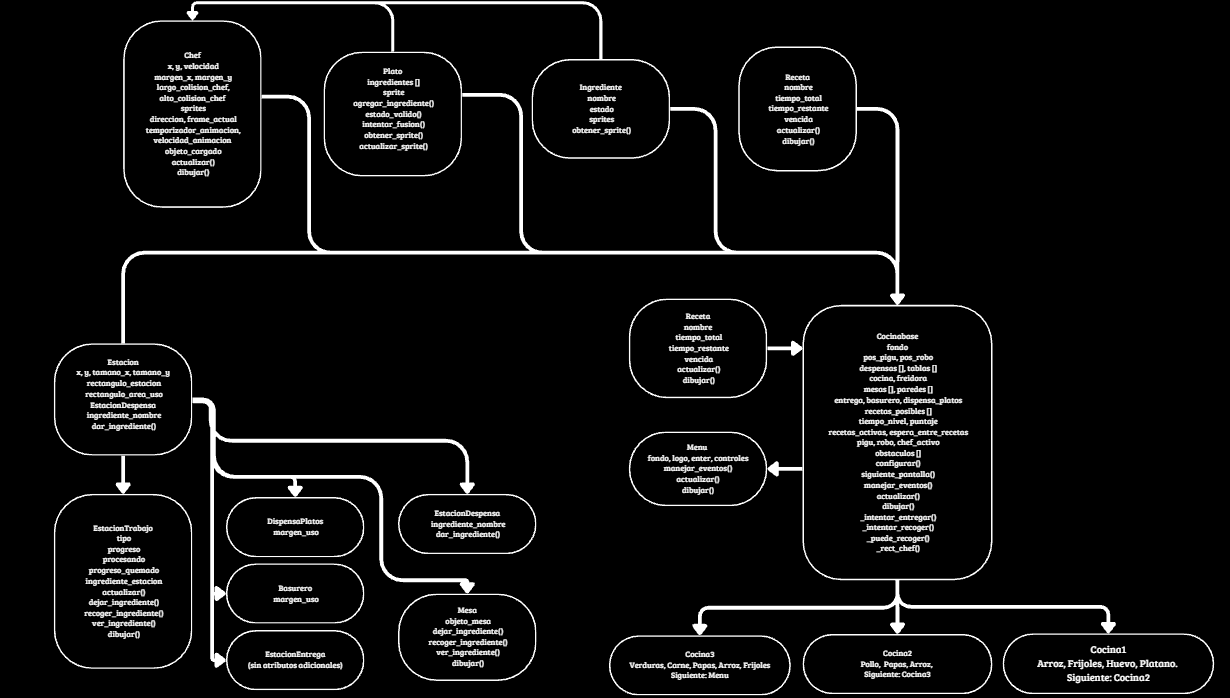 Chef
x, y, velocidad
margen_x, margen_y
largo_colision_chef,
alto_colision_chef
sprites
direccion, frame_actual
temporizador_animacion,
velocidad_animacion
objeto_cargado
actualizar()
dibujar()
Plato
ingredientes []
sprite
agregar_ingrediente()
estado_valido()
intentar_fusion()
obtener_sprite()
actualizar_sprite()
Ingrediente
nombre
estado
sprites
obtener_sprite()
Receta
nombre
tiempo_total
tiempo_restante
vencida
actualizar()
dibujar()
Estacion
x, y, tamano_x, tamano_y
rectangulo_estacion
rectangulo_area_uso
EstacionDespensa
ingrediente_nombre
dar_ingrediente()
Receta
nombre
tiempo_total
tiempo_restante
vencida
actualizar()
dibujar()
Menu
fondo, logo, enter, controles
manejar_eventos()
actualizar()
dibujar()
Cocinabase
fondo
pos_pigu, pos_robo
despensas [], tablas []
cocina, freidora
mesas [], paredes []
entrega, basurero, dispensa_platos
recetas_posibles []
tiempo_nivel, puntaje
recetas_activas, espera_entre_recetas
pigu, robo, chef_activo
obstaculos []
configurar()
siguiente_pantalla()
manejar_eventos()
actualizar()
dibujar()
_intentar_entregar()
_intentar_recoger()
_puede_recoger()
_rect_chef()
EstacionTrabajo
tipo
progreso
procesando
progreso_quemado
ingrediente_estacion
actualizar()
dejar_ingrediente()
recoger_ingrediente()
ver_ingrediente()
dibujar()
DispensaPlatos
margen_uso
Basurero
margen_uso
EstacionEntrega
(sin atributos adicionales)
EstacionDespensa
ingrediente_nombre
dar_ingrediente()
Mesa
objeto_mesa
dejar_ingrediente()
recoger_ingrediente()
ver_ingrediente()
dibujar()
Cocina3
Verduras, Carne, Papas, Arroz, Frijoles
Siguiente: Menu
Cocina2
Pollo, Papas, Arroz,
Siguiente: Cocina3
Cocina1
Arroz, Frijoles, Huevo, Platano.
Siguiente: Cocina2